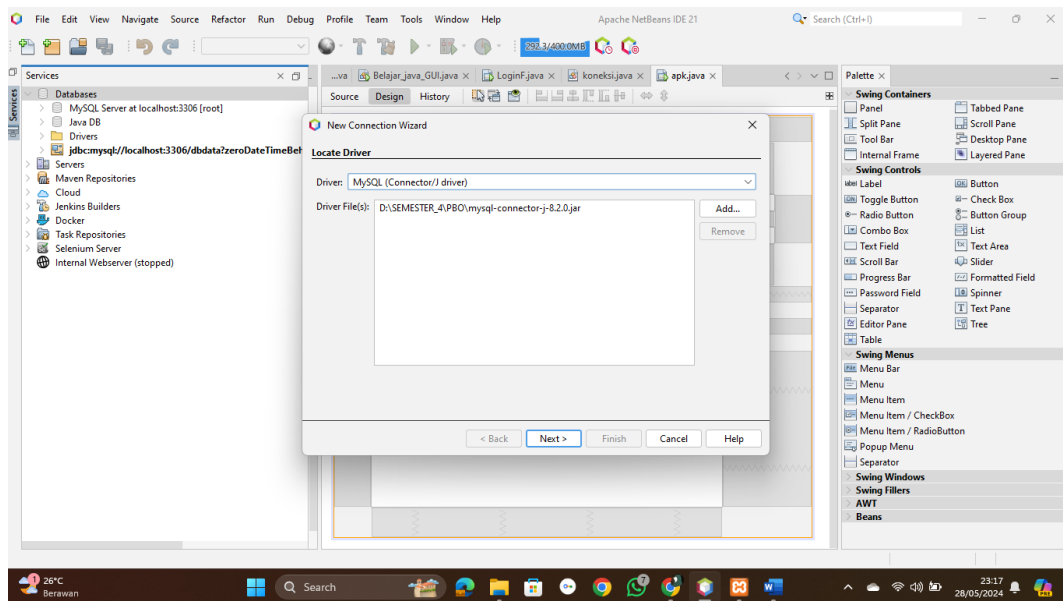 File Edit View Navigate Source Refactor Run Debug Profile Team Tools Window Help
Apache NetBeans IDE 21
Search (Ctrl+I)
292.3/400.0MB
Services
Services
Databases
MySQL Server at localhost:3306 [root]
Java DB
Drivers
jdbc:mysql://localhost:3306/dbdata?zeroDateTimeBeh
Servers
Maven Repositories
Cloud
Jenkins Builders
Docker
Task Repositories
Selenium Server
Internal Webserver (stopped)
...va Belajar_java_GUI.java LoginF.java koneksi.java apk.java
Source Design History
New Connection Wizard
Locate Driver
Driver: MySQL (Connector/J driver)
Driver File(s): D:\SEMESTER_4\PBO\mysql-connector-j-8.2.0.jar
Add...
Remove
< Back Next > Finish Cancel Help
Palette
Swing Containers
Panel Tabbed Pane
Split Pane Scroll Pane
Tool Bar Desktop Pane
Internal Frame Layered Pane
Swing Controls
label Label OK Button
ON Toggle Button Check Box
Radio Button Button Group
Combo Box List
Text Field Text Area
Scroll Bar Slider
Progress Bar Formatted Field
Password Field Spinner
Separator Text Pane
Editor Pane Tree
Table
Swing Menus
Menu Bar
Menu
Menu Item
Menu Item / CheckBox
Menu Item / RadioButton
Popup Menu
Separator
Swing Windows
Swing Fillers
AWT
Beans
1
26°C
Berawan
Search
23:17
28/05/2024